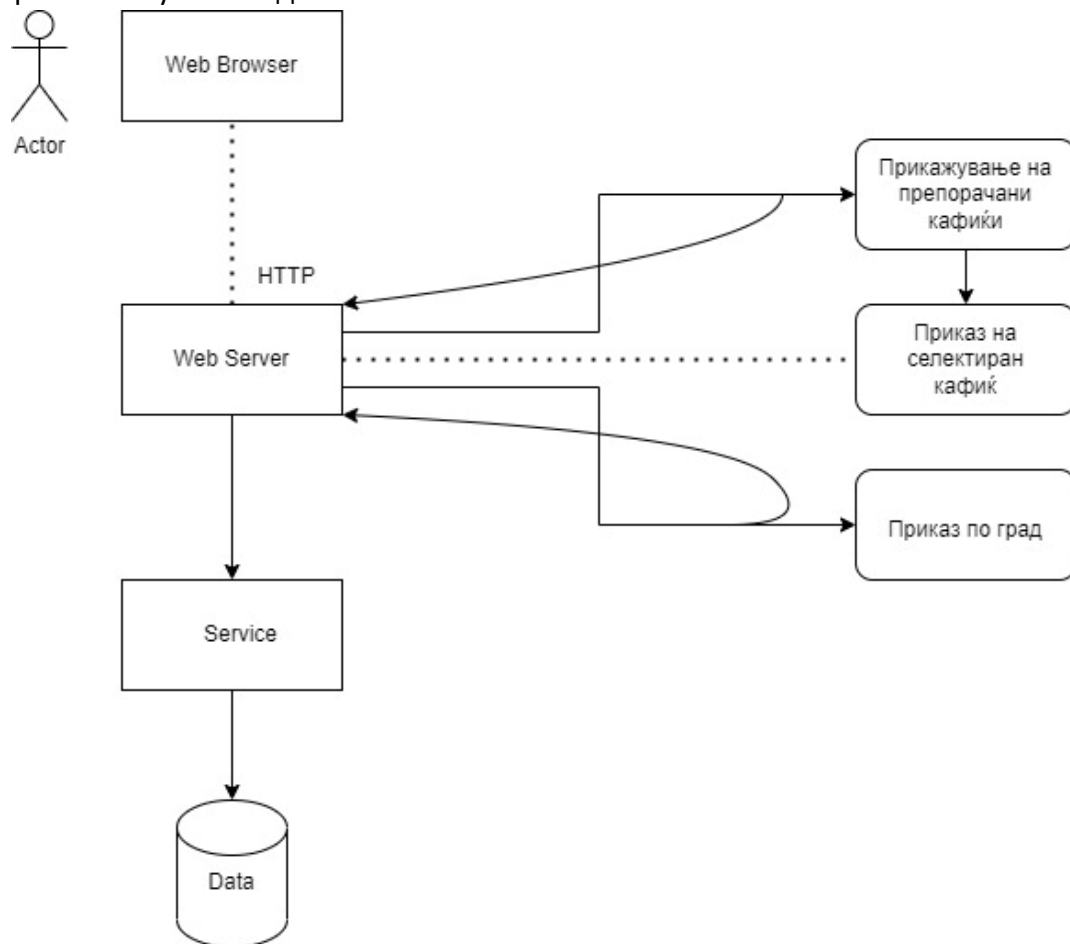 Web Browser
Actor
Прикажување на
препорачани
кафиќи
HTTP
Web Server
Приказ на
селектиран
кафиќ
Приказ по град
Service
Data